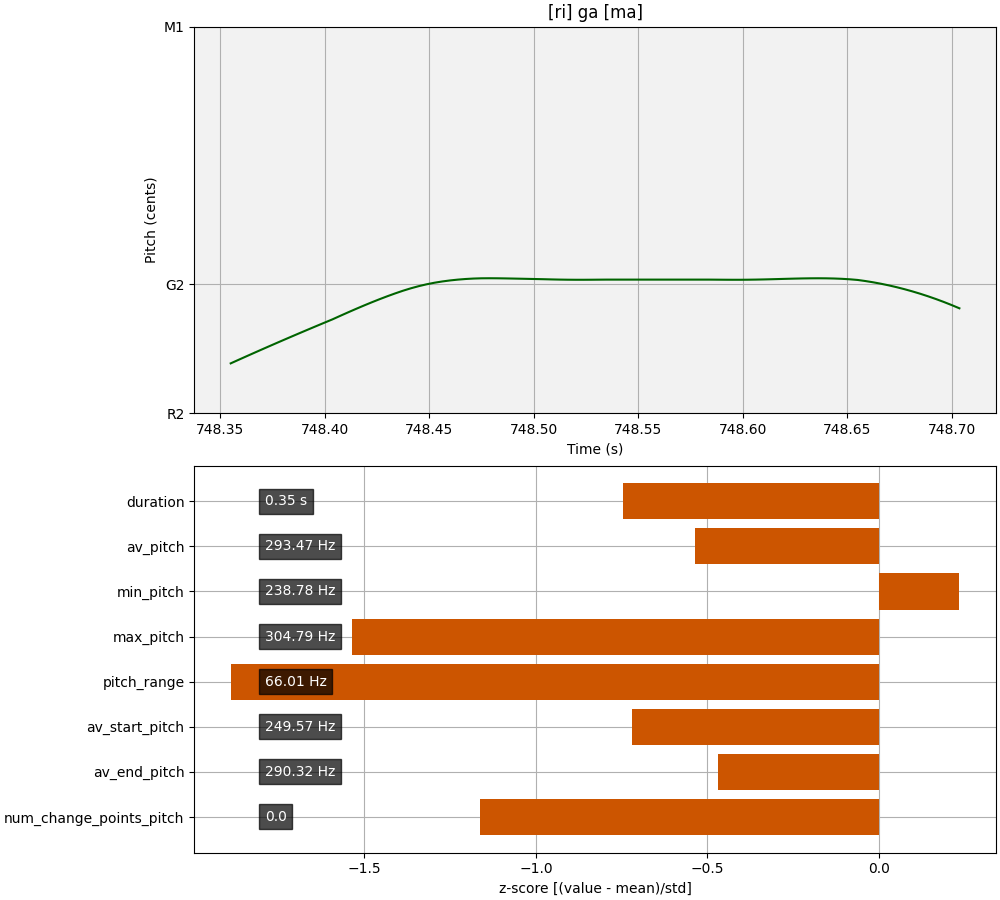 [ri] ga [ma]
M1
G2
R2
Pitch (cents)
748.35 748.40 748.45 748.50 748.55 748.60 748.65 748.70
Time (s)
duration 0.35 s
av_pitch 293.47 Hz
min_pitch 238.78 Hz
max_pitch 304.79 Hz
pitch_range 66.01 Hz
av_start_pitch 249.57 Hz
av_end_pitch 290.32 Hz
num_change_points_pitch 0.0
−1.5 −1.0 −0.5 0.0
z-score [(value - mean)/std]